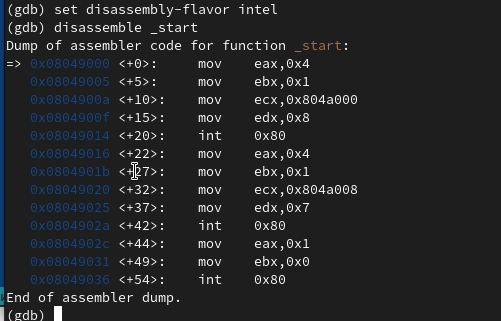 (gdb) set disassembly-flavor intel
(gdb) disassemble _start
Dump of assembler code for function _start:
=> 0x08049000 <+0>: mov eax,0x4
0x08049005 <+5>: mov ebx,0x1
0x0804900a <+10>: mov ecx,0x804a000
0x0804900f <+15>: mov edx,0x8
0x08049014 <+20>: int 0x80
0x08049016 <+22>: mov eax,0x4
0x0804901b <+27>: mov ebx,0x1
0x08049020 <+32>: mov ecx,0x804a008
0x08049025 <+37>: mov edx,0x7
0x0804902a <+42>: int 0x80
0x0804902c <+44>: mov eax,0x1
0x08049031 <+49>: mov ebx,0x0
0x08049036 <+54>: int 0x80
End of assembler dump.
(gdb)